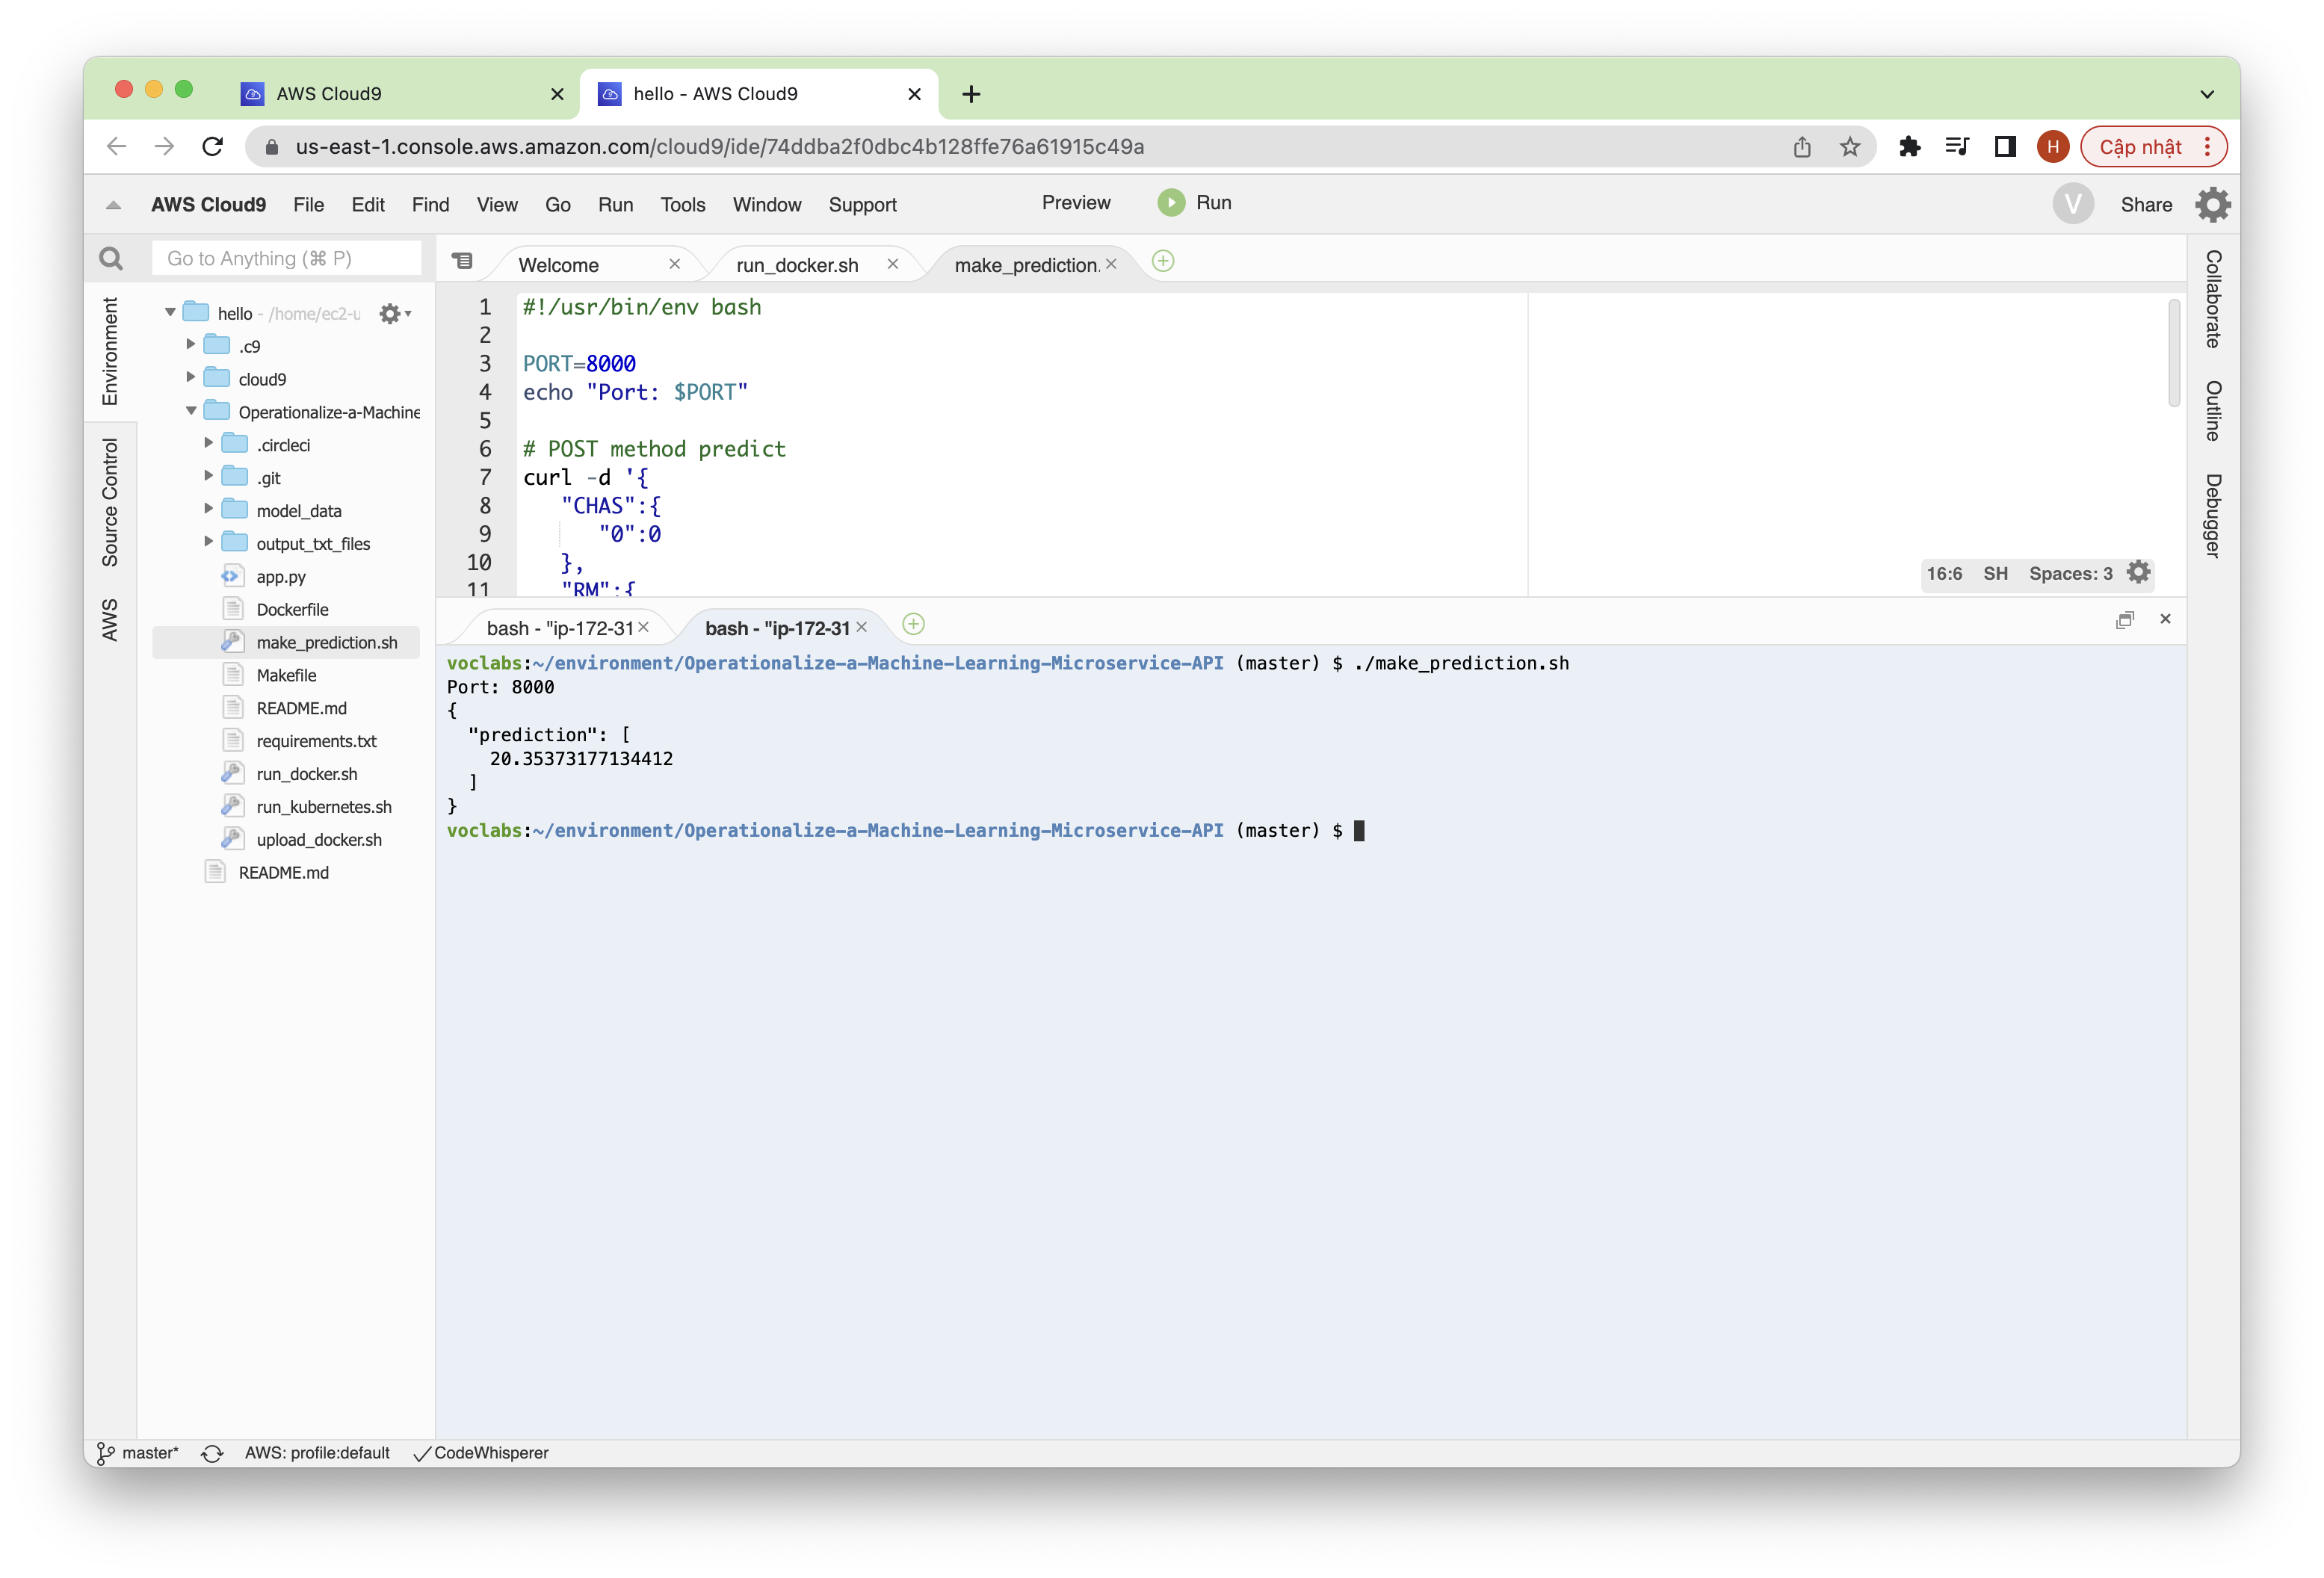 AWS Cloud9
hello - AWS Cloud9
us-east-1.console.aws.amazon.com/cloud9/ide/74ddba2f0dbc4b128ffe76a61915c49a
H
Cập nhật
AWS Cloud9 File Edit Find View Go Run Tools Window Support Preview Run
V
Share
Go to Anything (⌘ P)
Welcome
run_docker.sh
make_prediction.
Environment
Source Control
AWS
hello - /home/ec2-u
.c9
cloud9
Operationalize-a-Machine
.circleci
.git
model_data
output_txt_files
app.py
Dockerfile
make_prediction.sh
Makefile
README.md
requirements.txt
run_docker.sh
run_kubernetes.sh
upload_docker.sh
README.md
1 #!/usr/bin/env bash
2
3 PORT=8000
4 echo "Port: $PORT"
5
6 # POST method predict
7 curl -d '{
8 "CHAS":{
9 "0":0
10 },
11 "RM":{
16:6 SH Spaces: 3
Collaborate
Outline
Debugger
bash - "ip-172-31
bash - "ip-172-31
voclabs:~/environment/Operationalize-a-Machine-Learning-Microservice-API (master) $ ./make_prediction.sh
Port: 8000
{
"prediction": [
20.35373177134412
]
}
voclabs:~/environment/Operationalize-a-Machine-Learning-Microservice-API (master) $
master* AWS: profile:default CodeWhisperer